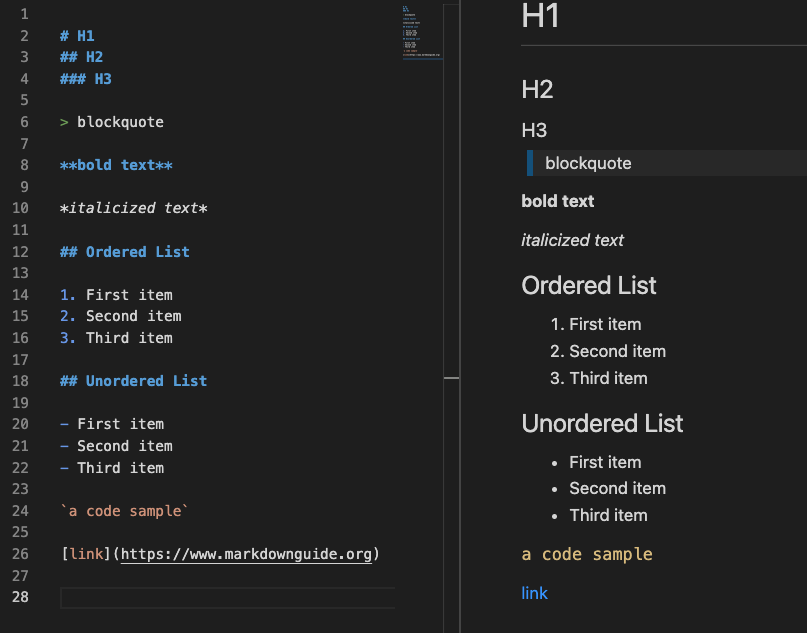 1
2 # H1
3 ## H2
4 ### H3
5
6 > blockquote
7
8 **bold text**
9
10 *italicized text*
11
12 ## Ordered List
13
14 1. First item
15 2. Second item
16 3. Third item
17
18 ## Unordered List
19
20 - First item
21 - Second item
22 - Third item
23
24 `a code sample`
25
26 [link](https://www.markdownguide.org)
27
28
H1
H2
H3
blockquote
bold text
italicized text
Ordered List
1. First item
2. Second item
3. Third item
Unordered List
• First item
• Second item
• Third item
a code sample
link